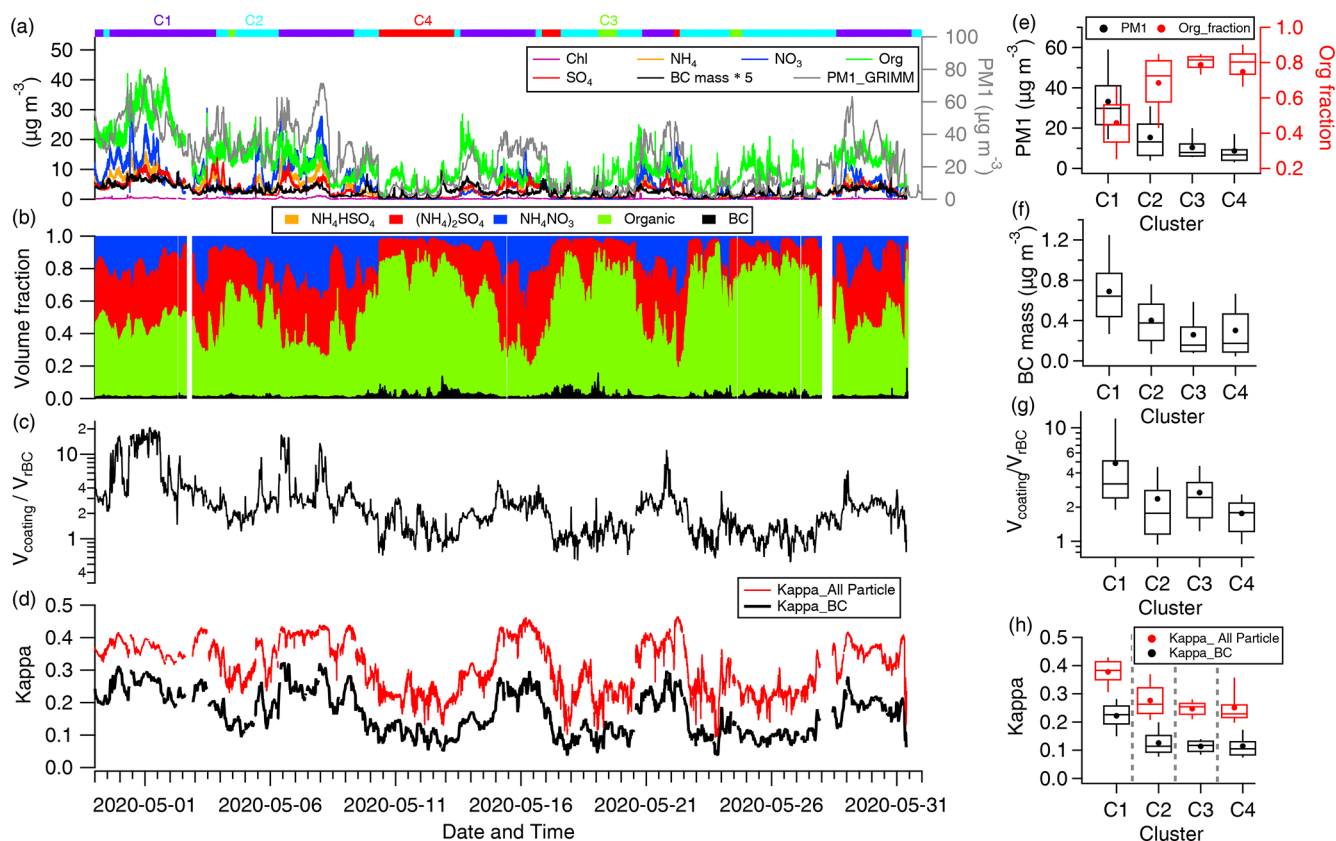 (a)
C1 C2 C4 C3
50
40
30
20
10
0
(µg m⁻³)
Chl NH₄ NO₃ Org
SO₄ BC mass * 5 PM1_GRIMM
100
80
60
40
20
0
PM1 (µg m⁻³)
(b)
NH₄HSO₄ (NH₄)₂SO₄ NH₄NO₃ Organic BC
1.0
0.8
0.6
0.4
0.2
0.0
Volume fraction
(c)
2
10
4
2
1
4
V coating / V rBC
(d)
Kappa_All Particle
Kappa_BC
0.5
0.4
0.3
0.2
0.1
0.0
Kappa
2020-05-01 2020-05-06 2020-05-11 2020-05-16 2020-05-21 2020-05-26 2020-05-31
Date and Time
(e)
PM1 Org_fraction
60
40
20
0
PM1 (µg m⁻³)
1.0
0.8
0.6
0.4
0.2
Org fraction
C1 C2 C3 C4
Cluster
(f)
1.2
0.8
0.4
0.0
BC mass (µg m⁻³)
C1 C2 C3 C4
Cluster
(g)
10
4
2
1
V coating/V rBC
C1 C2 C3 C4
Cluster
(h)
Kappa_ All Particle
Kappa_BC
0.5
0.4
0.3
0.2
0.1
0.0
Kappa
C1 C2 C3 C4
Cluster